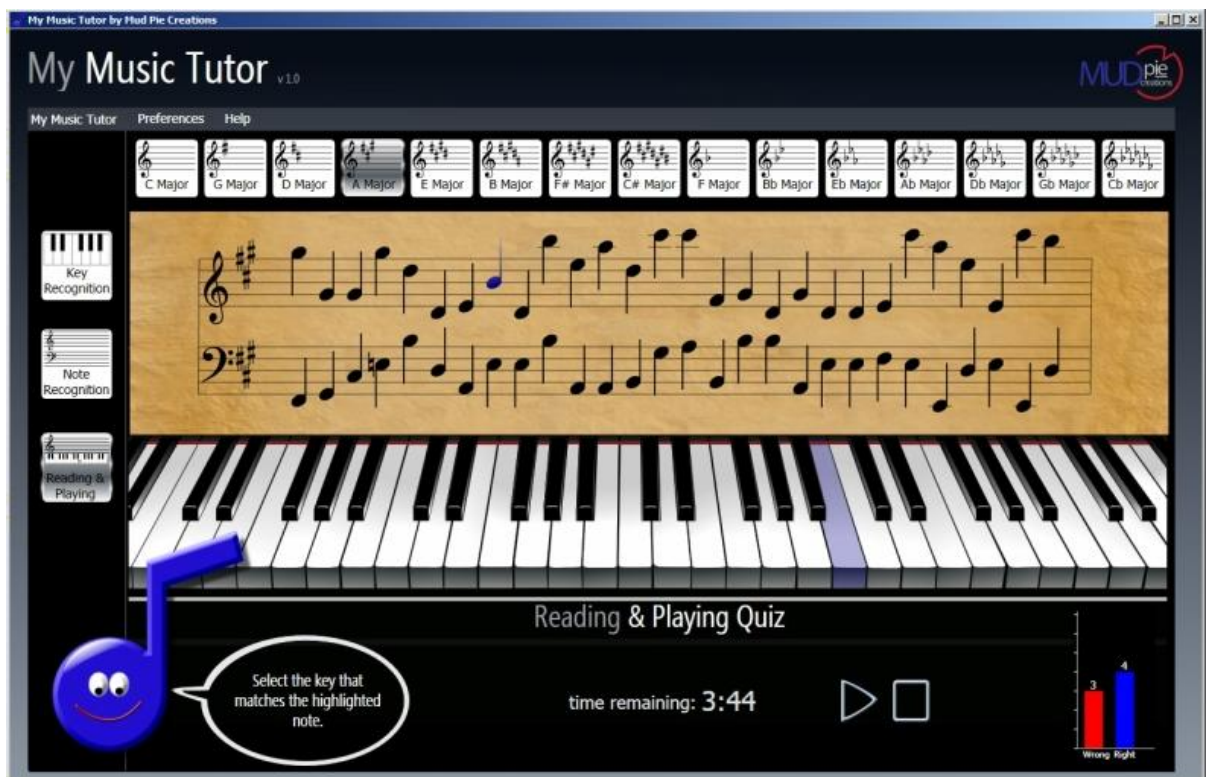 My Music Tutor by Mud Pie Creations
My Music Tutor v 1.0
MUDpie
creations
My Music Tutor Preferences Help
C Major G Major D Major A Major E Major B Major F# Major C# Major F Major Bb Major Eb Major Ab Major Db Major Gb Major Cb Major
Key
Recognition
Note
Recognition
Reading &
Playing
Reading & Playing Quiz
Select the key that
matches the highlighted
note.
time remaining: 3:44
3 4
Wrong Right